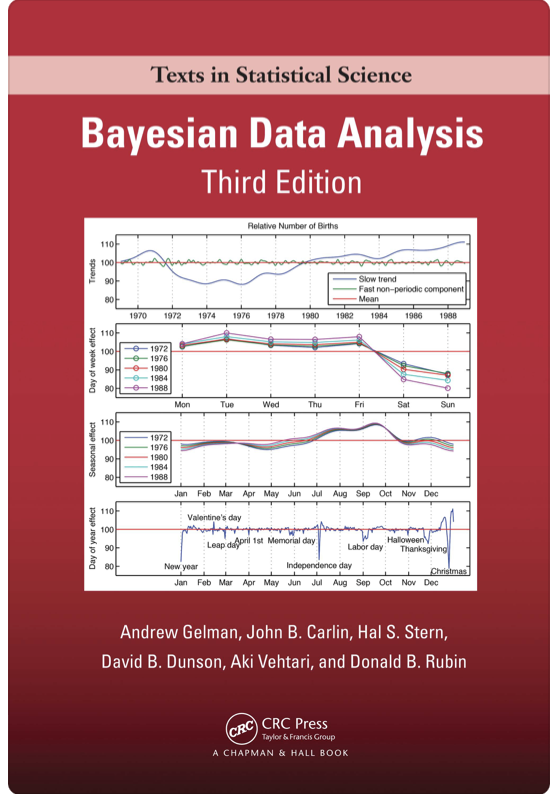 Texts in Statistical Science
Bayesian Data Analysis
Third Edition
Relative Number of Births
Trends
110
100
90
80
Slow trend
Fast non−periodic component
Mean
1970 1972 1974 1976 1978 1980 1982 1984 1986 1988
Day of week effect
110
100
90
80
1972
1976
1980
1984
1988
Mon Tue Wed Thu Fri Sat Sun
Seasonal effect
110
100
90
80
1972
1976
1980
1984
1988
Jan Feb Mar Apr May Jun Jul Aug Sep Oct Nov Dec
Day of year effect
110
100
90
80
Valentine's day
Leap day
April 1st
Memorial day
Halloween
Labor day
Thanksgiving
New year
Independence day
Christmas
Jan Feb Mar Apr May Jun Jul Aug Sep Oct Nov Dec
Andrew Gelman, John B. Carlin, Hal S. Stern,
David B. Dunson, Aki Vehtari, and Donald B. Rubin
CRC
CRC Press
Taylor & Francis Group
A CHAPMAN & HALL BOOK